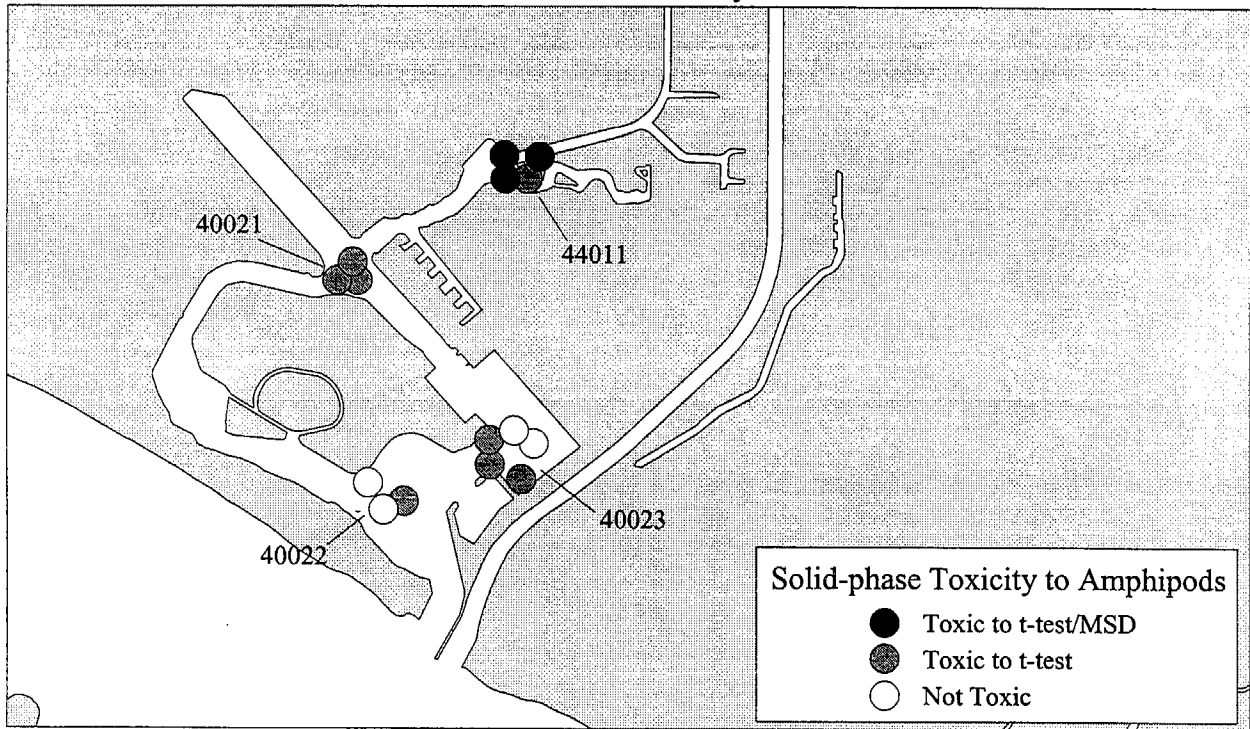 40021
44011
40023
40022
Solid-phase Toxicity to Amphipods
Toxic to t-test/MSD
Toxic to t-test
Not Toxic